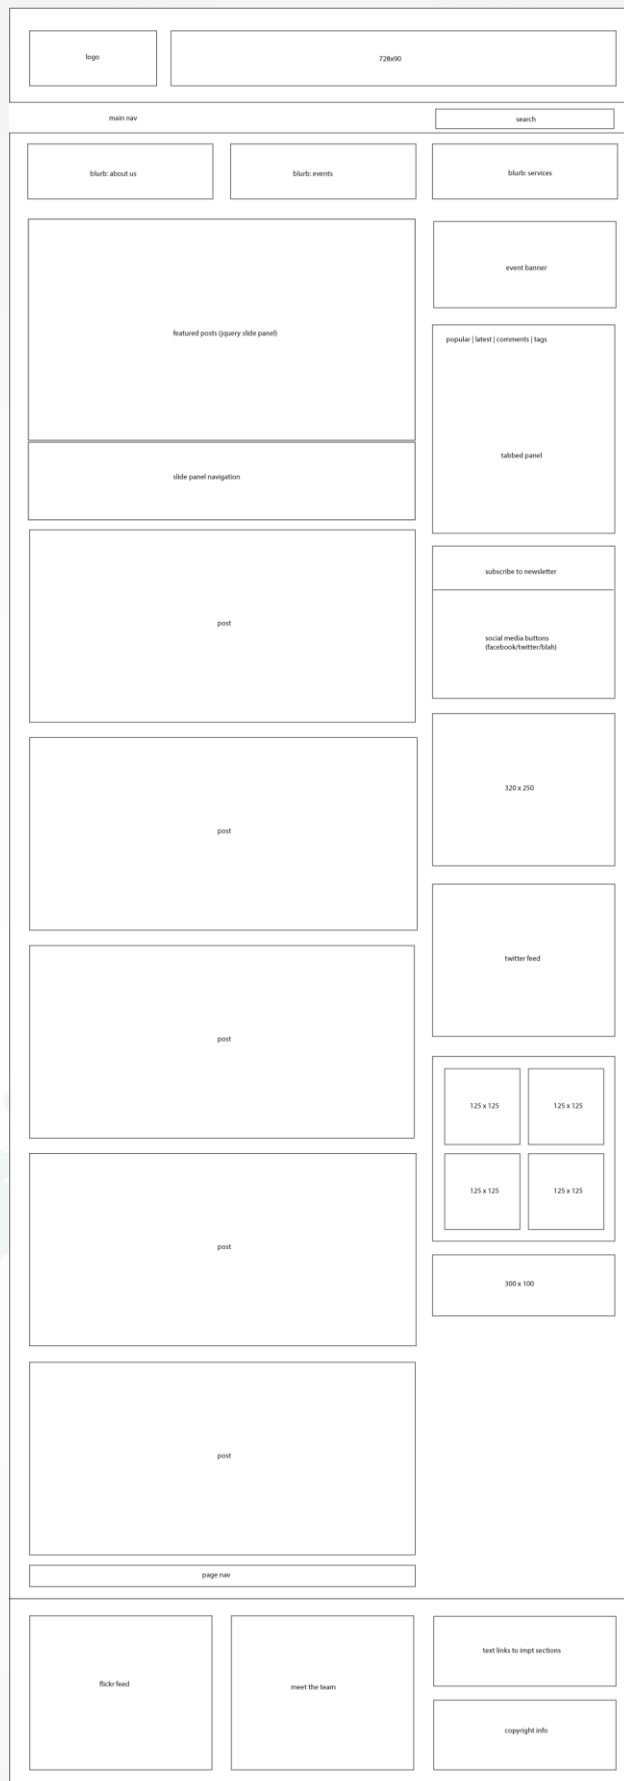 logo
728x90
main nav
search
blurb: about us
blurb: events
blurb: services
featured posts (jquery slide panel)
slide panel navigation
post
post
post
post
post
page nav
event banner
popular | latest | comments | tags
tabbed panel
subscribe to newsletter
social media buttons
(facebook/twitter/blah)
320 x 250
twitter feed
125 x 125
125 x 125
125 x 125
125 x 125
300 x 100
flickr feed
meet the team
text links to impt sections
copyright info